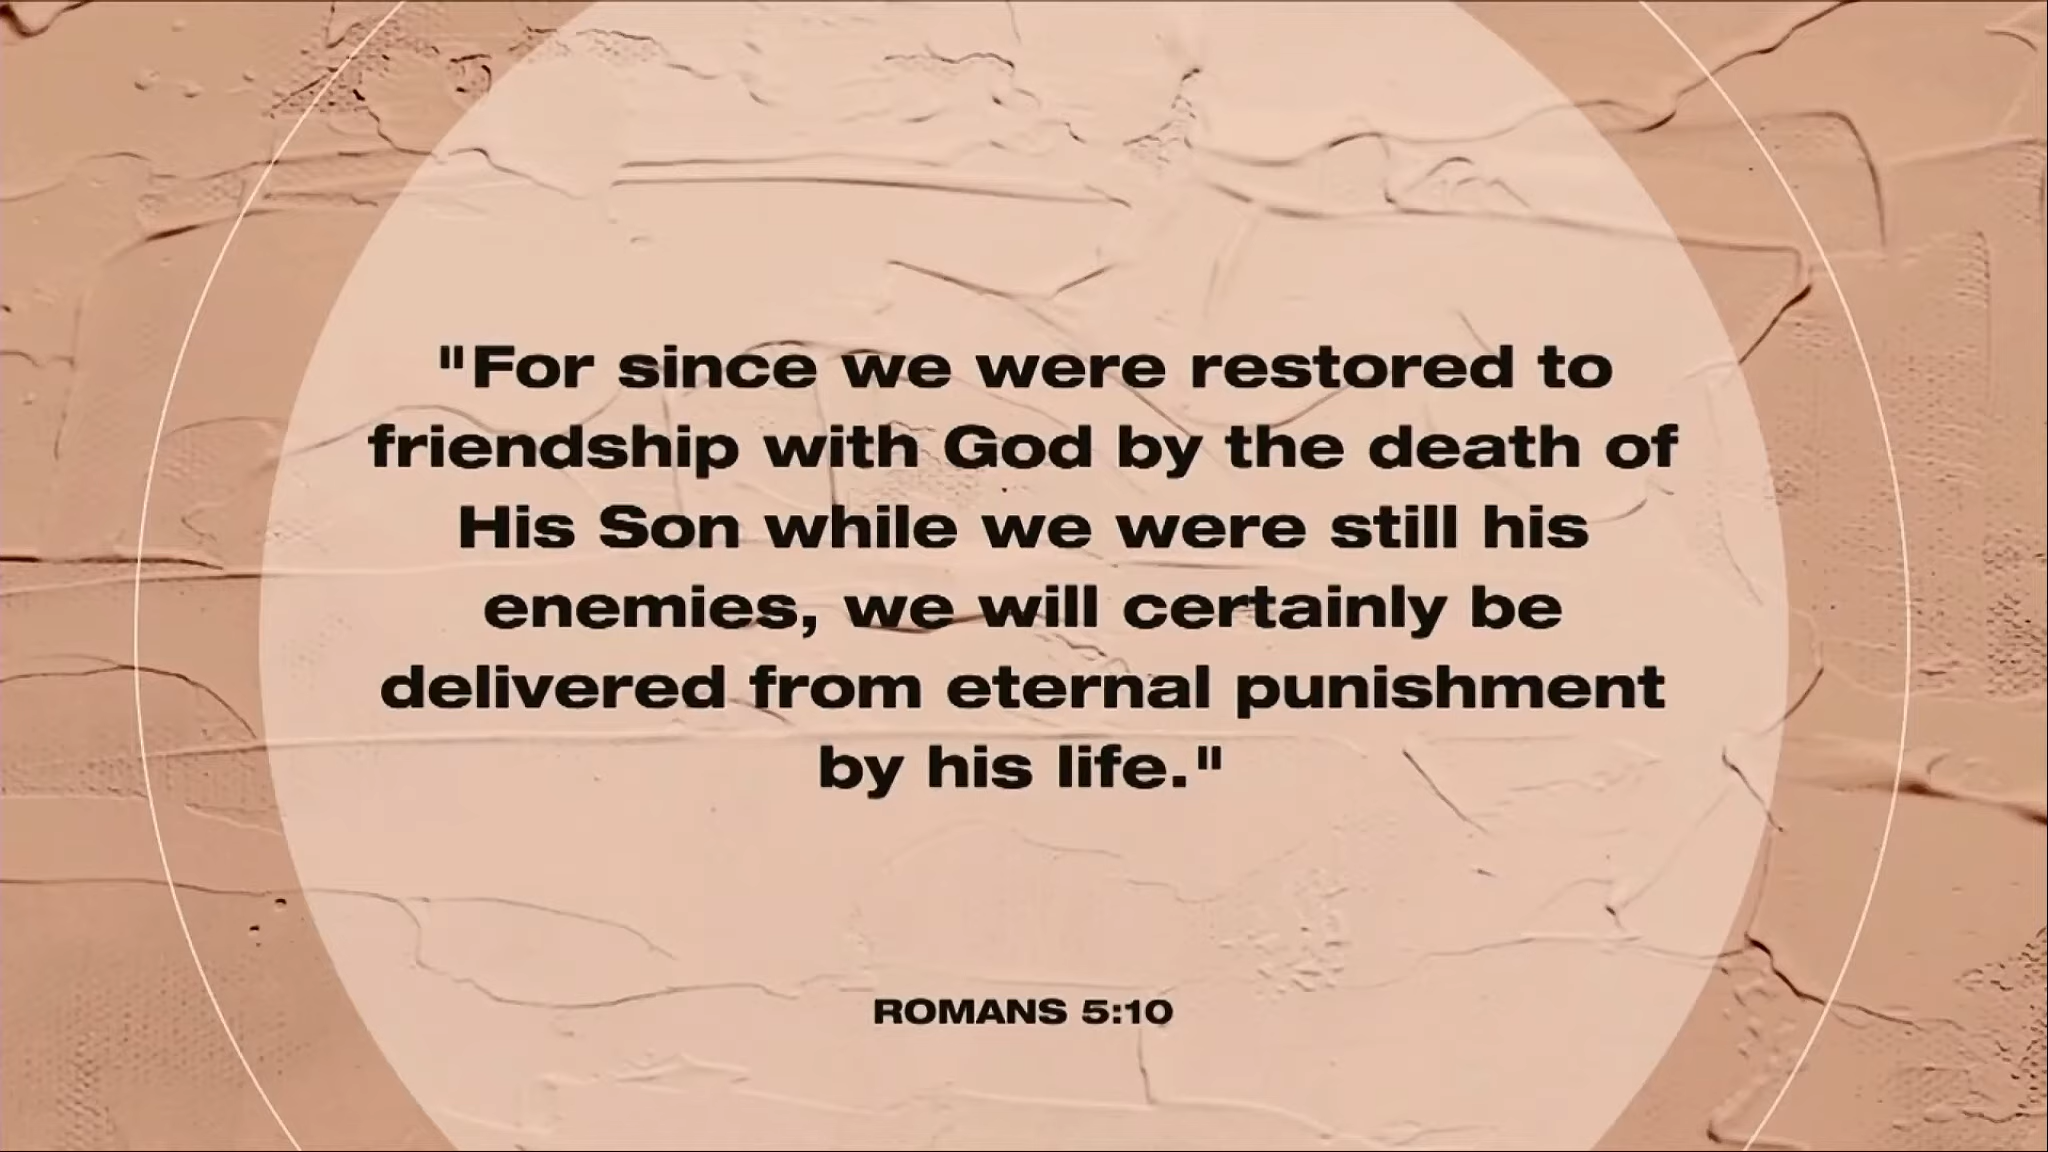 "For since we were restored to
friendship with God by the death of
His Son while we were still his
enemies, we will certainly be
delivered from eternal punishment
by his life."
ROMANS 5:10